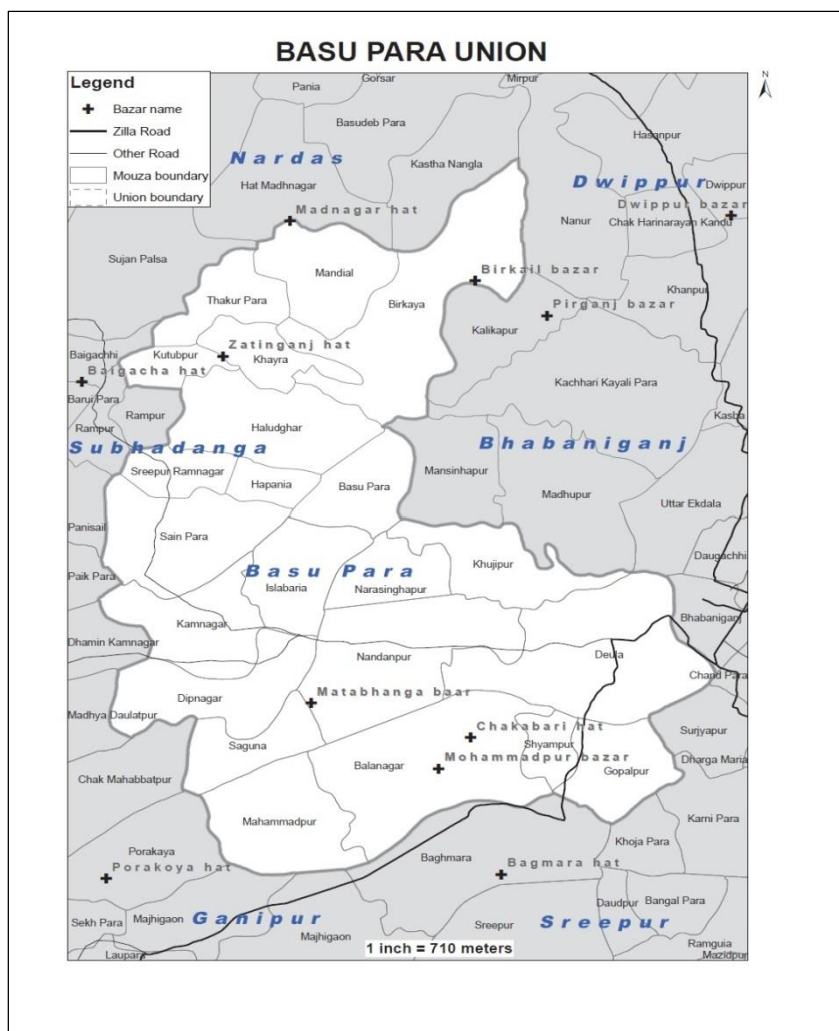 BASU PARA UNION
Legend
Bazar name
Zilla Road
Other Road
Mouza boundary
Union boundary
N
Pania
Gorsar
Mirpur
Basudeb Para
Hasanpur
Nardas
Kastha Nangla
Dwippur
Dwippur
Hat Madhnagar
Dwippur bazar
Madnagar hat
Nanur
Chak Harinarayan Kandu
Sujan Palsa
Mandial
Birkail bazar
Khanpur
Thakur Para
Birkaya
Pirganj bazar
Kalikapur
Zatinganj hat
Baigachhi
Kutubpur
Khayra
Baigacha hat
Kachhari Kayali Para
Barui Para
Rampur
Kasba
Rampur
Haludghar
Subhadanga
Bhabaniganj
Sreepur Ramnagar
Mansinhapur
Hapania
Basu Para
Madhupur
Uttar Ekdala
Panisail
Sain Para
Daugachhi
Khujipur
Paik Para
Basu Para
Islabaria
Narasinghapur
Bhabaniganj
Kamnagar
Dhamin Kamnagar
Nandanpur
Deula
Chand Para
Dipnagar
Matabhanga baar
Madhya Daulatpur
Chakabari hat
Surjyapur
Saguna
Shyampur
Mohammadpur bazar
Dharga Maria
Balanagar
Gopalpur
Chak Mahabbatpur
Mahammadpur
Karni Para
Khoja Para
Porakaya
Baghmara
Bagmara hat
Porakoya hat
Daudpur
Bangal Para
Sekh Para
Majhigaon
Ganipur
Sreepur
Sreepur
Majhigaon
Ramguia
Laupara
1 inch = 710 meters
Mazidpur